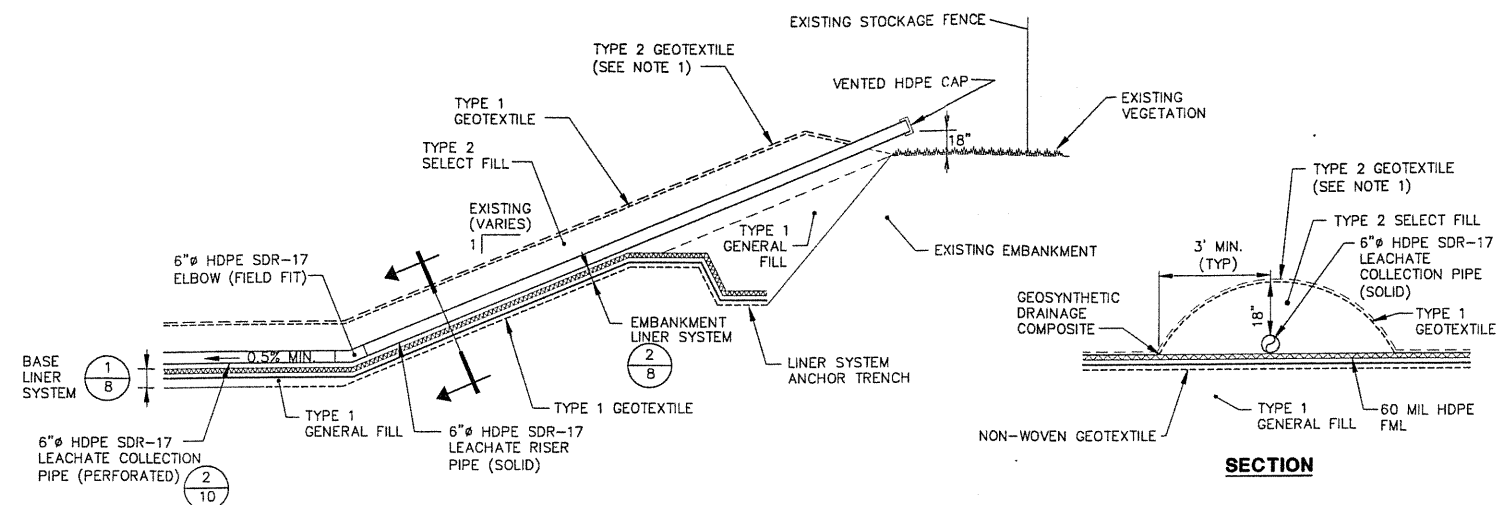 EXISTING STOCKAGE FENCE
TYPE 2 GEOTEXTILE
(SEE NOTE 1)
VENTED HDPE CAP
TYPE 1
GEOTEXTILE
EXISTING
VEGETATION
TYPE 2
SELECT FILL
18"
EXISTING
(VARIES)
1
TYPE 1
GENERAL
FILL
EXISTING EMBANKMENT
6"ø HDPE SDR-17
ELBOW (FIELD FIT)
0.5% MIN.
BASE
LINER
SYSTEM
1
8
EMBANKMENT
LINER SYSTEM
2
8
LINER SYSTEM
ANCHOR TRENCH
TYPE 1
GENERAL FILL
TYPE 1 GEOTEXTILE
6"ø HDPE SDR-17
LEACHATE RISER
PIPE (SOLID)
6"ø HDPE SDR-17
LEACHATE COLLECTION
PIPE (PERFORATED)
2
10
TYPE 2 GEOTEXTILE
(SEE NOTE 1)
TYPE 2 SELECT FILL
3' MIN.
(TYP)
6"ø HDPE SDR-17
LEACHATE
COLLECTION PIPE
(SOLID)
GEOSYNTHETIC
DRAINAGE
COMPOSITE
18"
TYPE 1
GEOTEXTILE
TYPE 1
GENERAL FILL
60 MIL HDPE
FML
NON-WOVEN GEOTEXTILE
SECTION